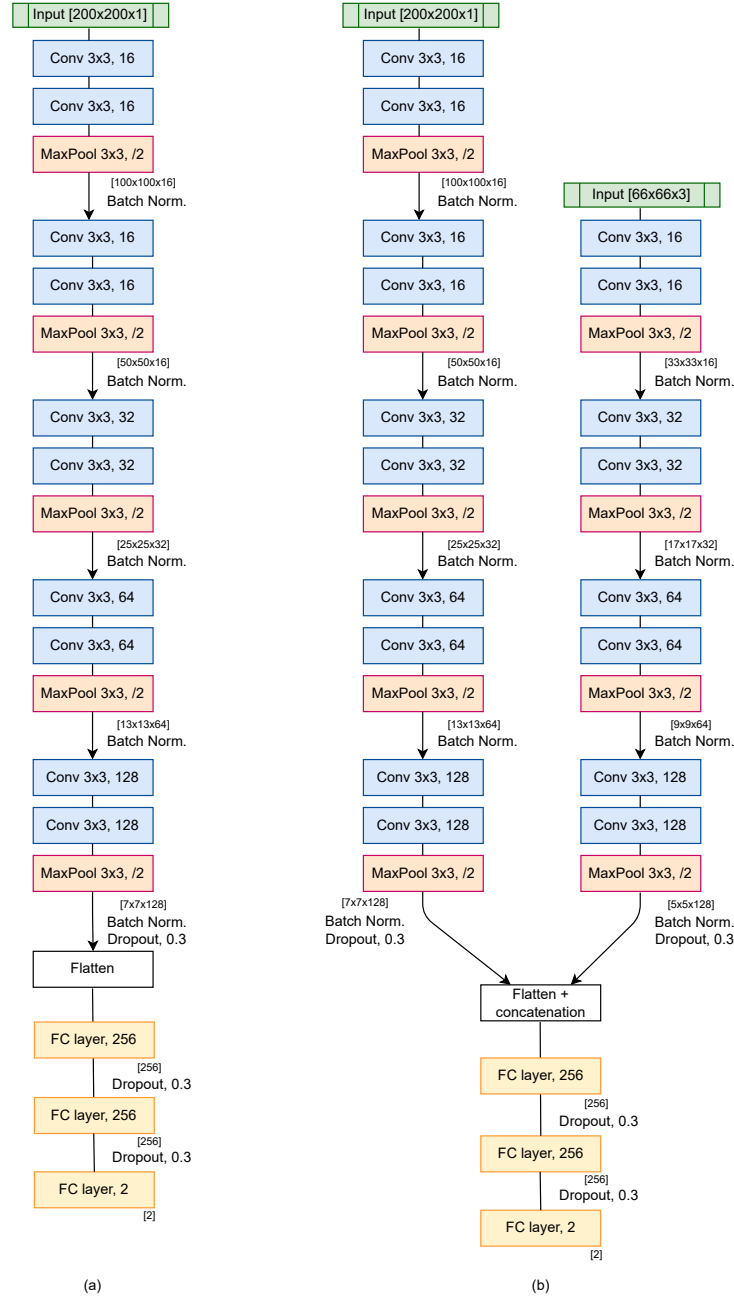 Input [200x200x1]
Conv 3x3, 16
Conv 3x3, 16
MaxPool 3x3, /2
[100x100x16]
Batch Norm.
Conv 3x3, 16
Conv 3x3, 16
MaxPool 3x3, /2
[50x50x16]
Batch Norm.
Conv 3x3, 32
Conv 3x3, 32
MaxPool 3x3, /2
[25x25x32]
Batch Norm.
Conv 3x3, 64
Conv 3x3, 64
MaxPool 3x3, /2
[13x13x64]
Batch Norm.
Conv 3x3, 128
Conv 3x3, 128
MaxPool 3x3, /2
[7x7x128]
Batch Norm.
Dropout, 0.3
Flatten
FC layer, 256
[256]
Dropout, 0.3
FC layer, 256
[256]
Dropout, 0.3
FC layer, 2
[2]
(a)
Input [200x200x1]
Conv 3x3, 16
Conv 3x3, 16
MaxPool 3x3, /2
[100x100x16]
Batch Norm.
Conv 3x3, 16
Conv 3x3, 16
MaxPool 3x3, /2
[50x50x16]
Batch Norm.
Conv 3x3, 32
Conv 3x3, 32
MaxPool 3x3, /2
[25x25x32]
Batch Norm.
Conv 3x3, 64
Conv 3x3, 64
MaxPool 3x3, /2
[13x13x64]
Batch Norm.
Conv 3x3, 128
Conv 3x3, 128
MaxPool 3x3, /2
[7x7x128]
Batch Norm.
Dropout, 0.3
Input [66x66x3]
Conv 3x3, 16
Conv 3x3, 16
MaxPool 3x3, /2
[33x33x16]
Batch Norm.
Conv 3x3, 32
Conv 3x3, 32
MaxPool 3x3, /2
[17x17x32]
Batch Norm.
Conv 3x3, 64
Conv 3x3, 64
MaxPool 3x3, /2
[9x9x64]
Batch Norm.
Conv 3x3, 128
Conv 3x3, 128
MaxPool 3x3, /2
[5x5x128]
Batch Norm.
Dropout, 0.3
Flatten +
concatenation
FC layer, 256
[256]
Dropout, 0.3
FC layer, 256
[256]
Dropout, 0.3
FC layer, 2
[2]
(b)